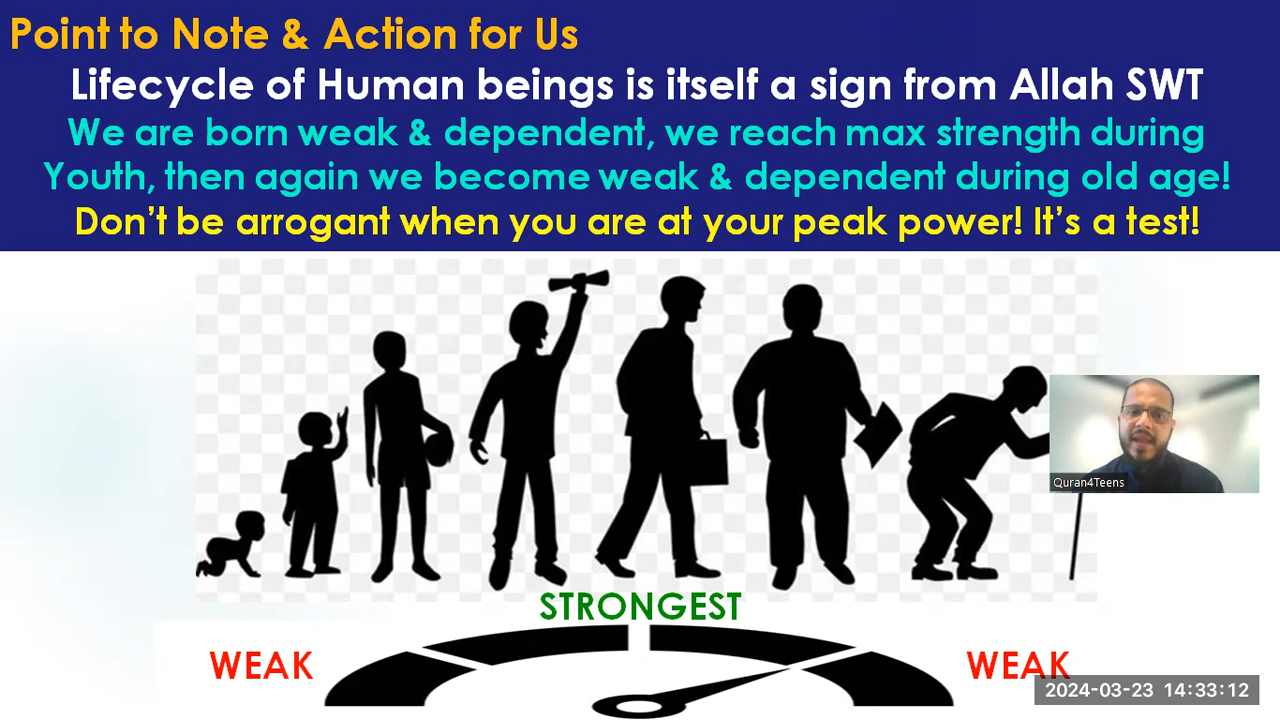 Point to Note & Action for Us
Lifecycle of Human beings is itself a sign from Allah SWT
We are born weak & dependent, we reach max strength during
Youth, then again we become weak & dependent during old age!
Don't be arrogant when you are at your peak power! It's a test!
Quran4Teens
STRONGEST
WEAK
WEAK
2024-03-23 14:33:12